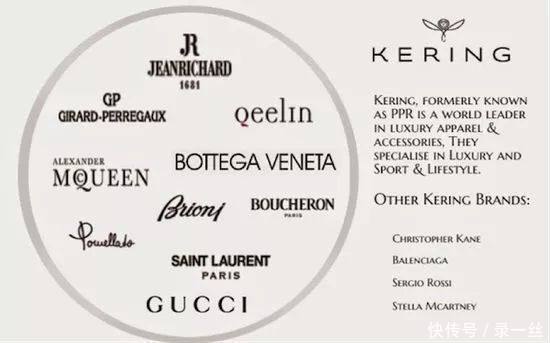 JR
JEANRICHARD
1681
GP
GIRARD-PERREGAUX
Qeelin
ALEXANDER
McQUEEN
BOTTEGA VENETA
Brioni
BOUCHERON
PARIS
Pomellato
SAINT LAURENT
PARIS
GUCCI
KERING
Kering, formerly known
as PPR is a world leader
in luxury apparel &
accessories, They
specialise in Luxury and
Sport & Lifestyle.
Other Kering Brands:
Christopher Kane
Balenciaga
Sergio Rossi
Stella Mcartney
快传号/录一丝